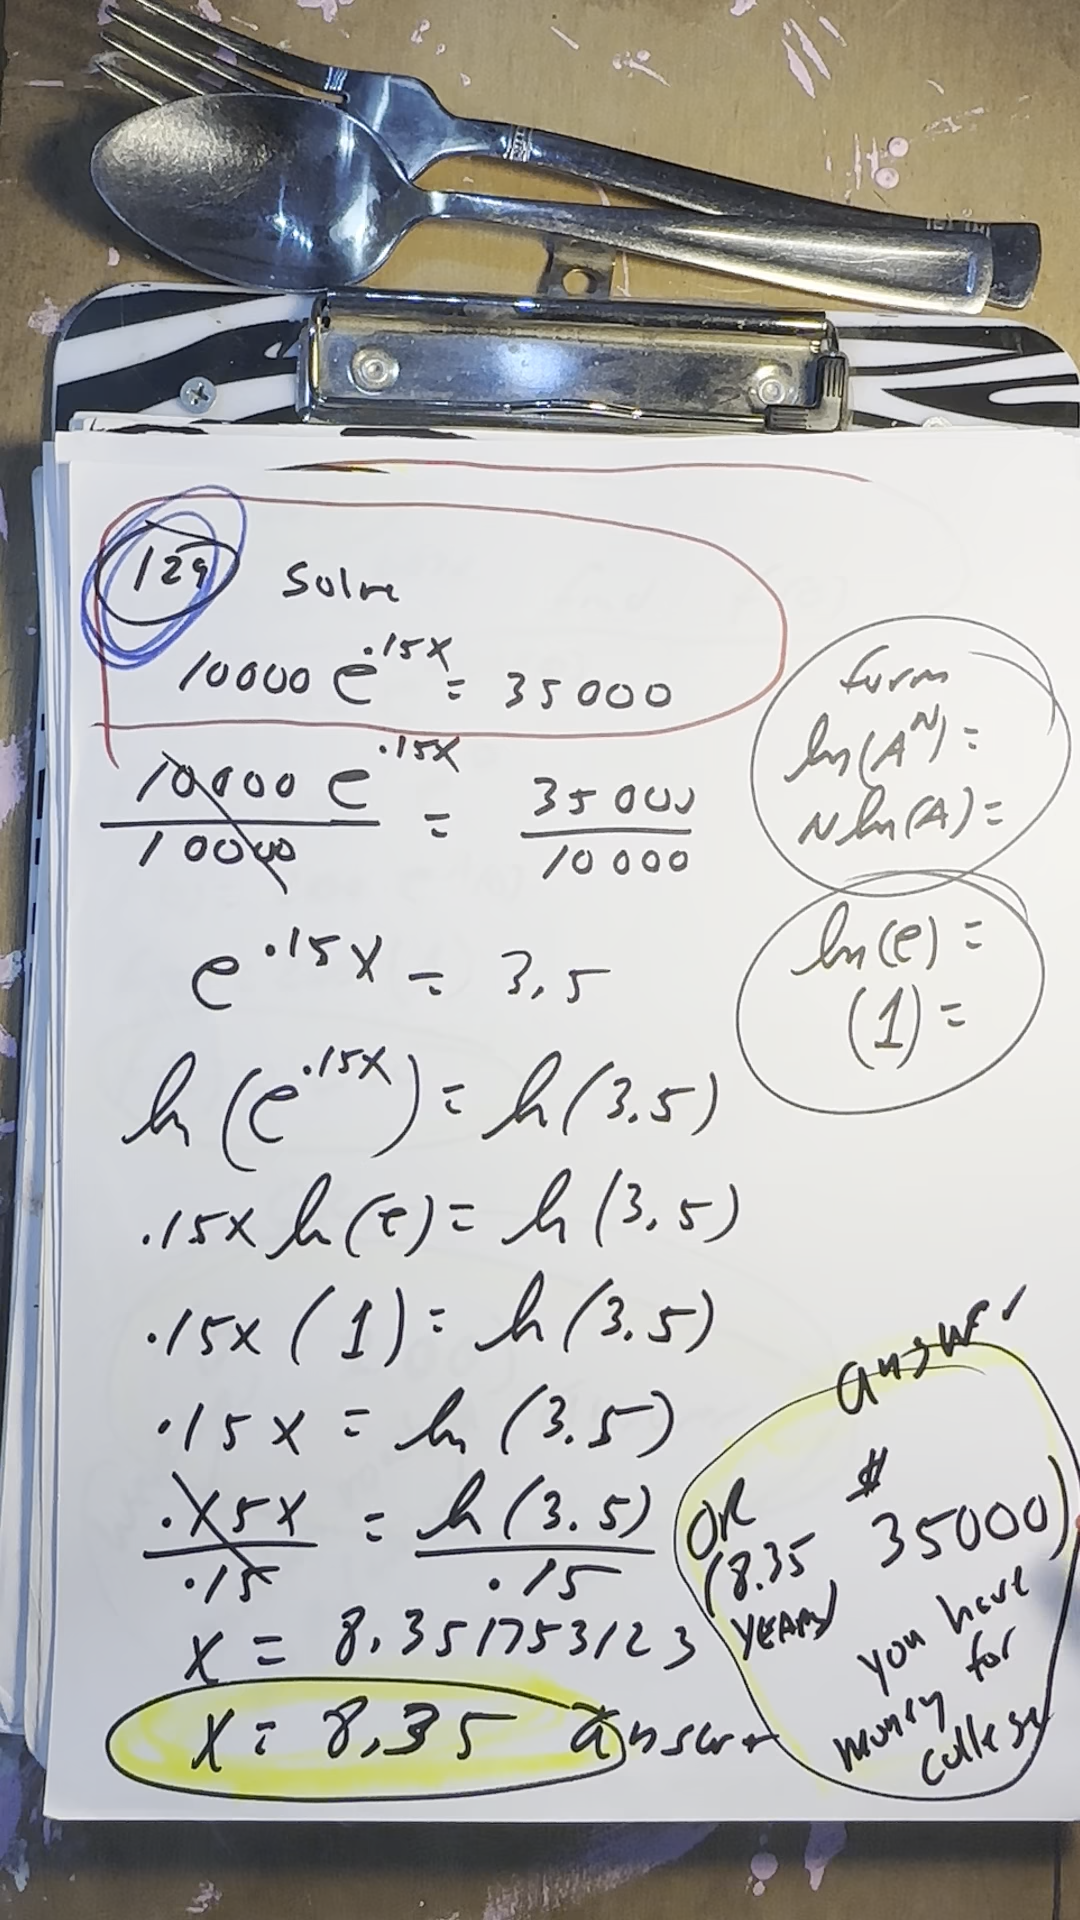 129 Solve
10000 e^.15x = 35000
10000 e^.15x / 10000 = 35000 / 10000
e^.15x = 3.5
ln(e^.15x) = ln(3.5)
.15x ln(e) = ln(3.5)
.15x (1) = ln(3.5)
.15x = ln(3.5)
.15x / .15 = ln(3.5) / .15
x = 8.351753123
x = 8.35 answer
form
ln(A^N) =
N ln(A) =
ln(e) =
(1) =
answer
OR
(8.35 YEARS $35000)
you have
money for
college